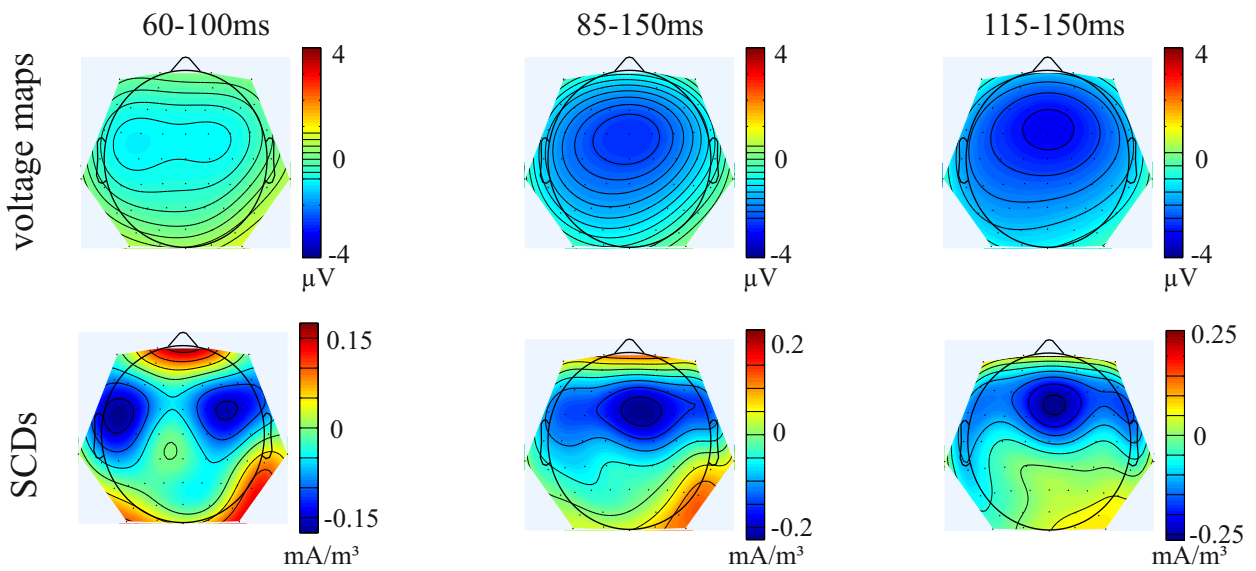 60-100ms 85-150ms 115-150ms
voltage maps
4 4 4
0 0 0
-4 -4 -4
µV µV µV
SCDs
0.15 0.2 0.25
0 0 0
-0.15 -0.2 -0.25
mA/m³ mA/m³ mA/m³